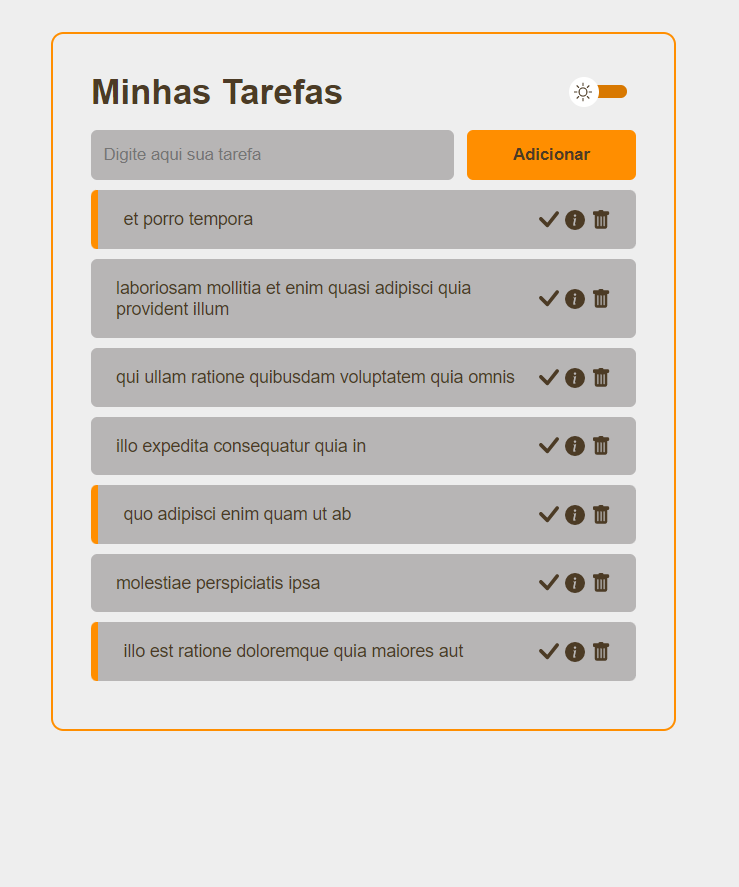 Minhas Tarefas
Digite aqui sua tarefa
Adicionar
et porro tempora
laboriosam mollitia et enim quasi adipisci quia
provident illum
qui ullam ratione quibusdam voluptatem quia omnis
illo expedita consequatur quia in
quo adipisci enim quam ut ab
molestiae perspiciatis ipsa
illo est ratione doloremque quia maiores aut